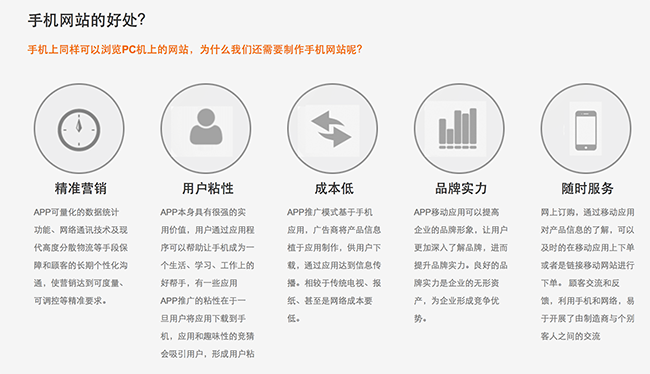 手机网站的好处?
手机上同样可以浏览PC机上的网站，为什么我们还需要制作手机网站呢?
精准营销
APP可量化的数据统计
功能、网络通讯技术及现
代高度分散物流等手段保
障和顾客的长期个性化沟
通，使营销达到可度量、
可调控等精准要求。
用户粘性
APP本身具有很强的实
用价值，用户通过应用程
序可以帮助让手机成为一
个生活、学习、工作上的
好帮手，有一些应用
APP推广的粘性在于一
旦用户将应用下载到手
机，应用和趣味性的竞猜
会吸引用户，形成用户粘
成本低
APP推广模式基于手机
应用，广告商将产品信息
植于应用制作，供用户下
载，通过应用达到信息传
播。相较于传统电视、报
纸、甚至是网络成本要
低。
品牌实力
APP移动应用可以提高
企业的品牌形象，让用户
更加深入了解品牌，进而
提升品牌实力。良好的品
牌实力是企业的无形资
产，为企业形成竞争优
势。
随时服务
网上订购，通过移动应用
对产品信息的了解，可以
及时的在移动应用上下单
或者是链接移动网站进行
下单。 顾客交流和反
馈，利用手机和网络，易
于开展了由制造商与个别
客人之间的交流